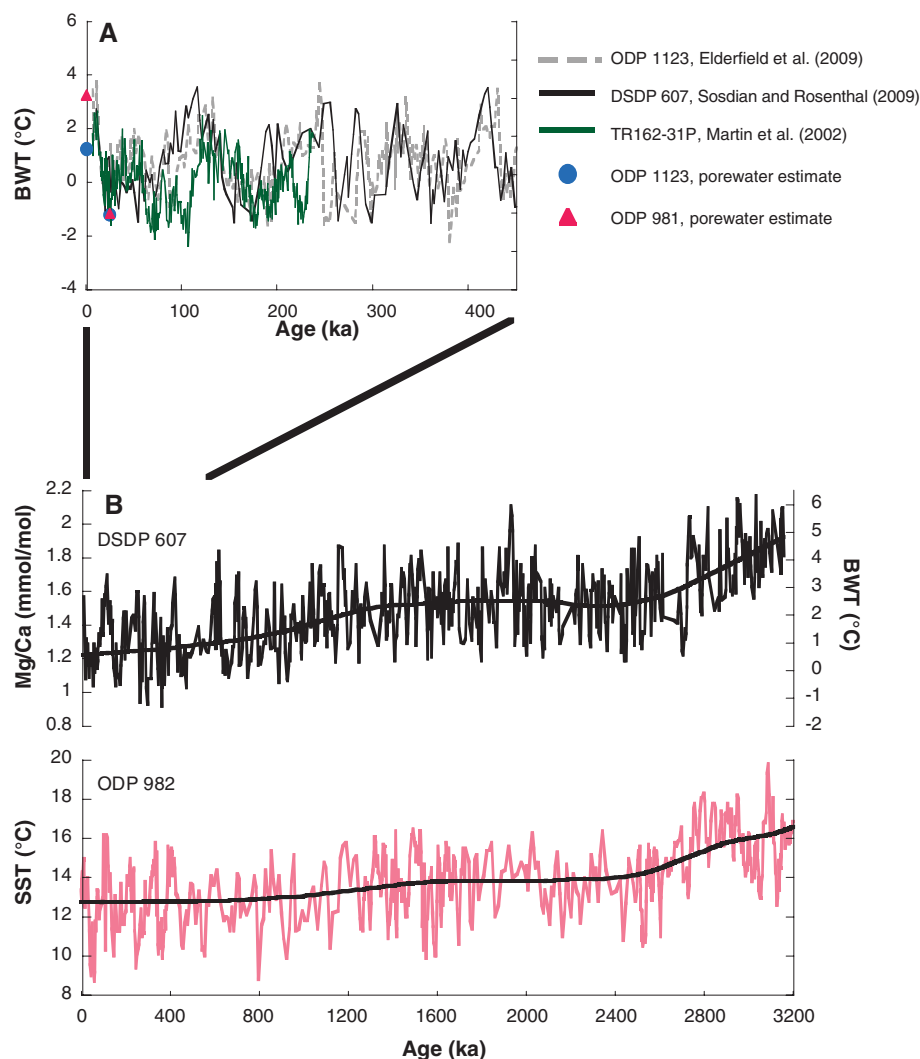 A
BWT (°C)
6
4
2
0
-2
-4
0 100 200 300 400
Age (ka)
ODP 1123, Elderfield et al. (2009)
DSDP 607, Sosdian and Rosenthal (2009)
TR162-31P, Martin et al. (2002)
ODP 1123, porewater estimate
ODP 981, porewater estimate
B
DSDP 607
Mg/Ca (mmol/mol)
2.2
2
1.8
1.6
1.4
1.2
1
0.8
6
5
4
3
2
1
0
-1
-2
BWT (°C)
ODP 982
SST (°C)
20
18
16
14
12
10
8
0 400 800 1200 1600 2000 2400 2800 3200
Age (ka)